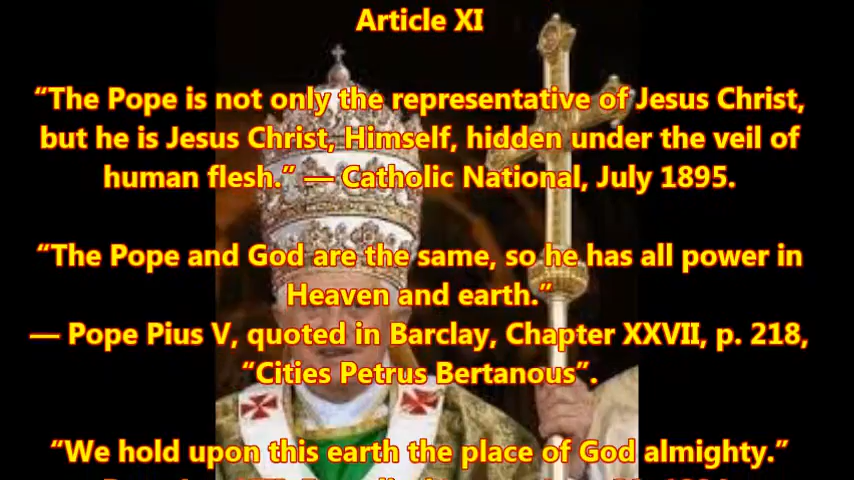 Article XI
“The Pope is not only the representative of Jesus Christ,
but he is Jesus Christ, Himself, hidden under the veil of
human flesh.” — Catholic National, July 1895.
“The Pope and God are the same, so he has all power in
Heaven and earth.”
— Pope Pius V, quoted in Barclay, Chapter XXVII, p. 218,
“Cities Petrus Bertanous”.
“We hold upon this earth the place of God almighty.”